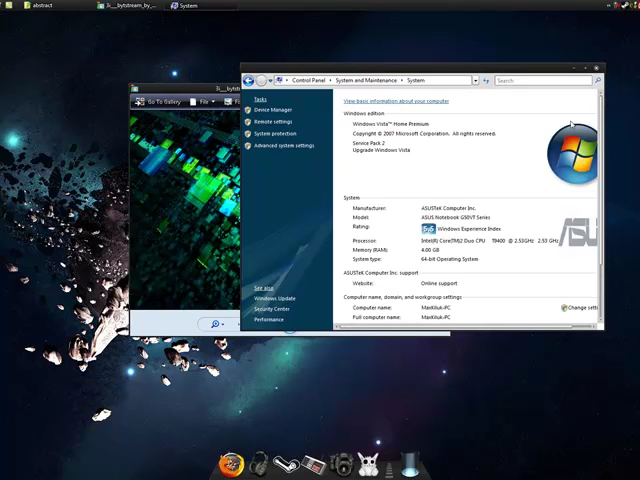 abstract
System
Go To Gallery
File
Control Panel
System and Maintenance
System
Search
Tasks
Device Manager
Remote settings
System protection
Advanced system settings
See also
Windows Update
Security Center
Performance
View basic information about your computer
Windows edition
Windows Vista™ Home Premium
Copyright © 2007 Microsoft Corporation. All rights reserved.
Service Pack 2
Upgrade Windows Vista
System
Manufacturer: ASUSTeK Computer Inc.
Model: ASUS Notebook G50VT Series
Rating: 5.5 Windows Experience Index
Processor: Intel(R) Core(TM)2 Duo CPU T9400 @ 2.53GHz 2.53
Memory (RAM): 4.00 GB
System type: 64-bit Operating System
ASUSTeK Computer Inc. support
Website: Online support
Computer name, domain, and workgroup settings
Computer name: MaxKiluk-PC
Change setti
Full computer name: MaxKiluk-PC